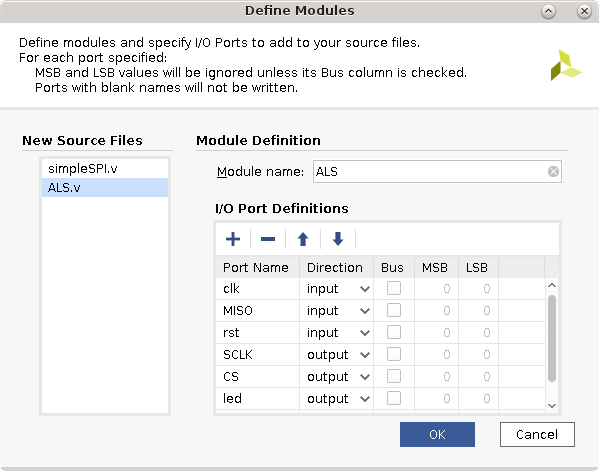 Define Modules
Define modules and specify I/O Ports to add to your source files.
For each port specified:
MSB and LSB values will be ignored unless its Bus column is checked.
Ports with blank names will not be written.
New Source Files
simpleSPI.v
ALS.v
Module Definition
Module name: ALS
I/O Port Definitions
Port Name Direction Bus MSB LSB
clk input 0 0
MISO input 0 0
rst input 0 0
SCLK output 0 0
CS output 0 0
led output 0 0
OK Cancel